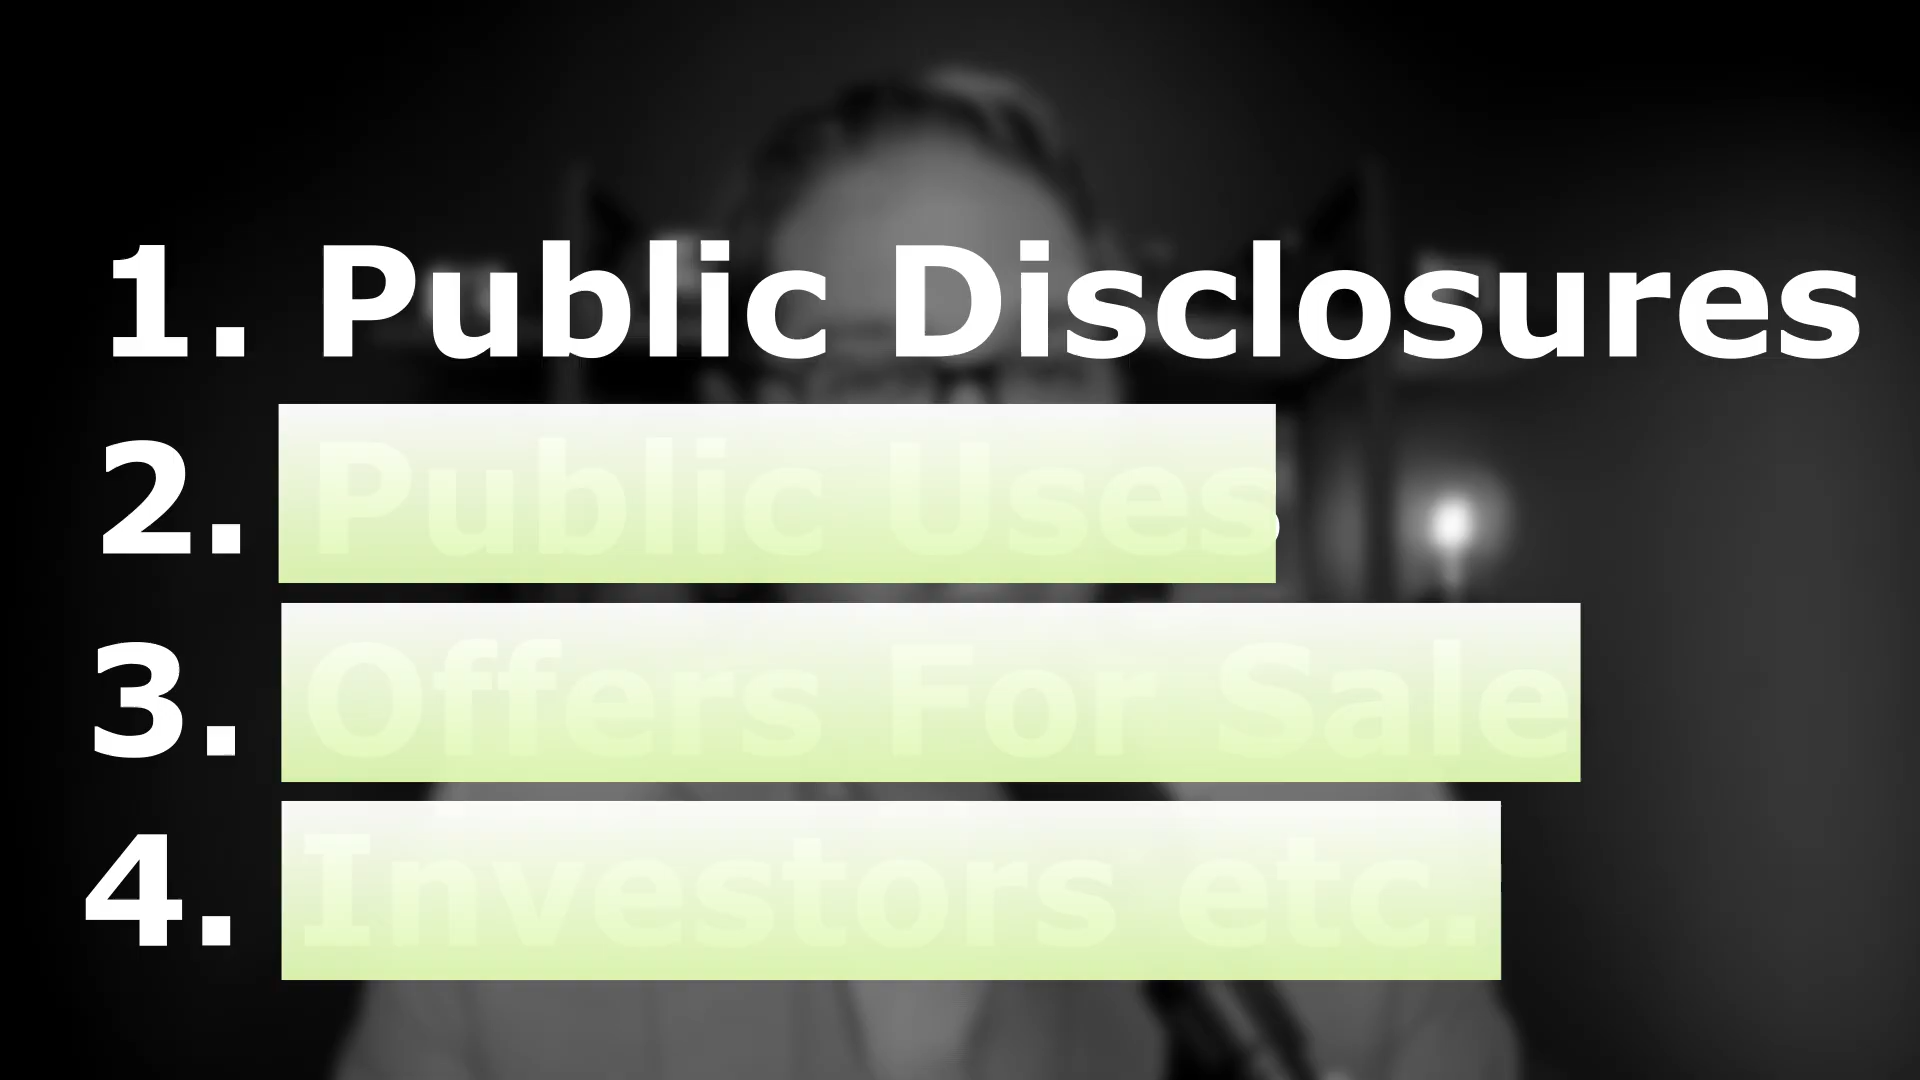 1. Public Disclosures
2. Public Uses
3. Offers For Sale
4. Investors etc.